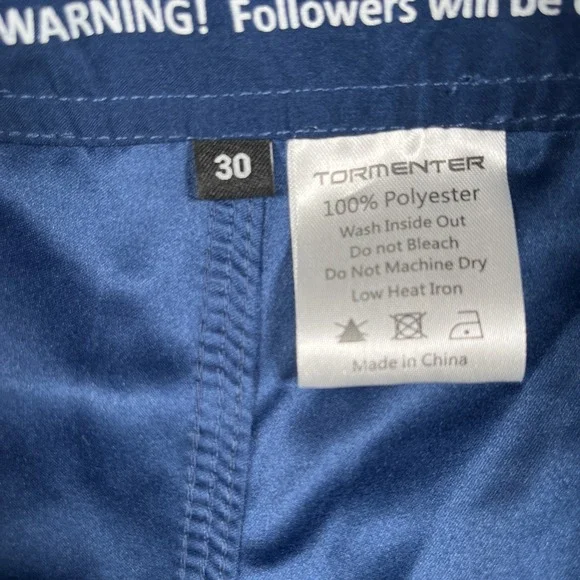 WARNING! Followers will be
30
TORMENTER
100% Polyester
Wash Inside Out
Do not Bleach
Do Not Machine Dry
Low Heat Iron
Made in China